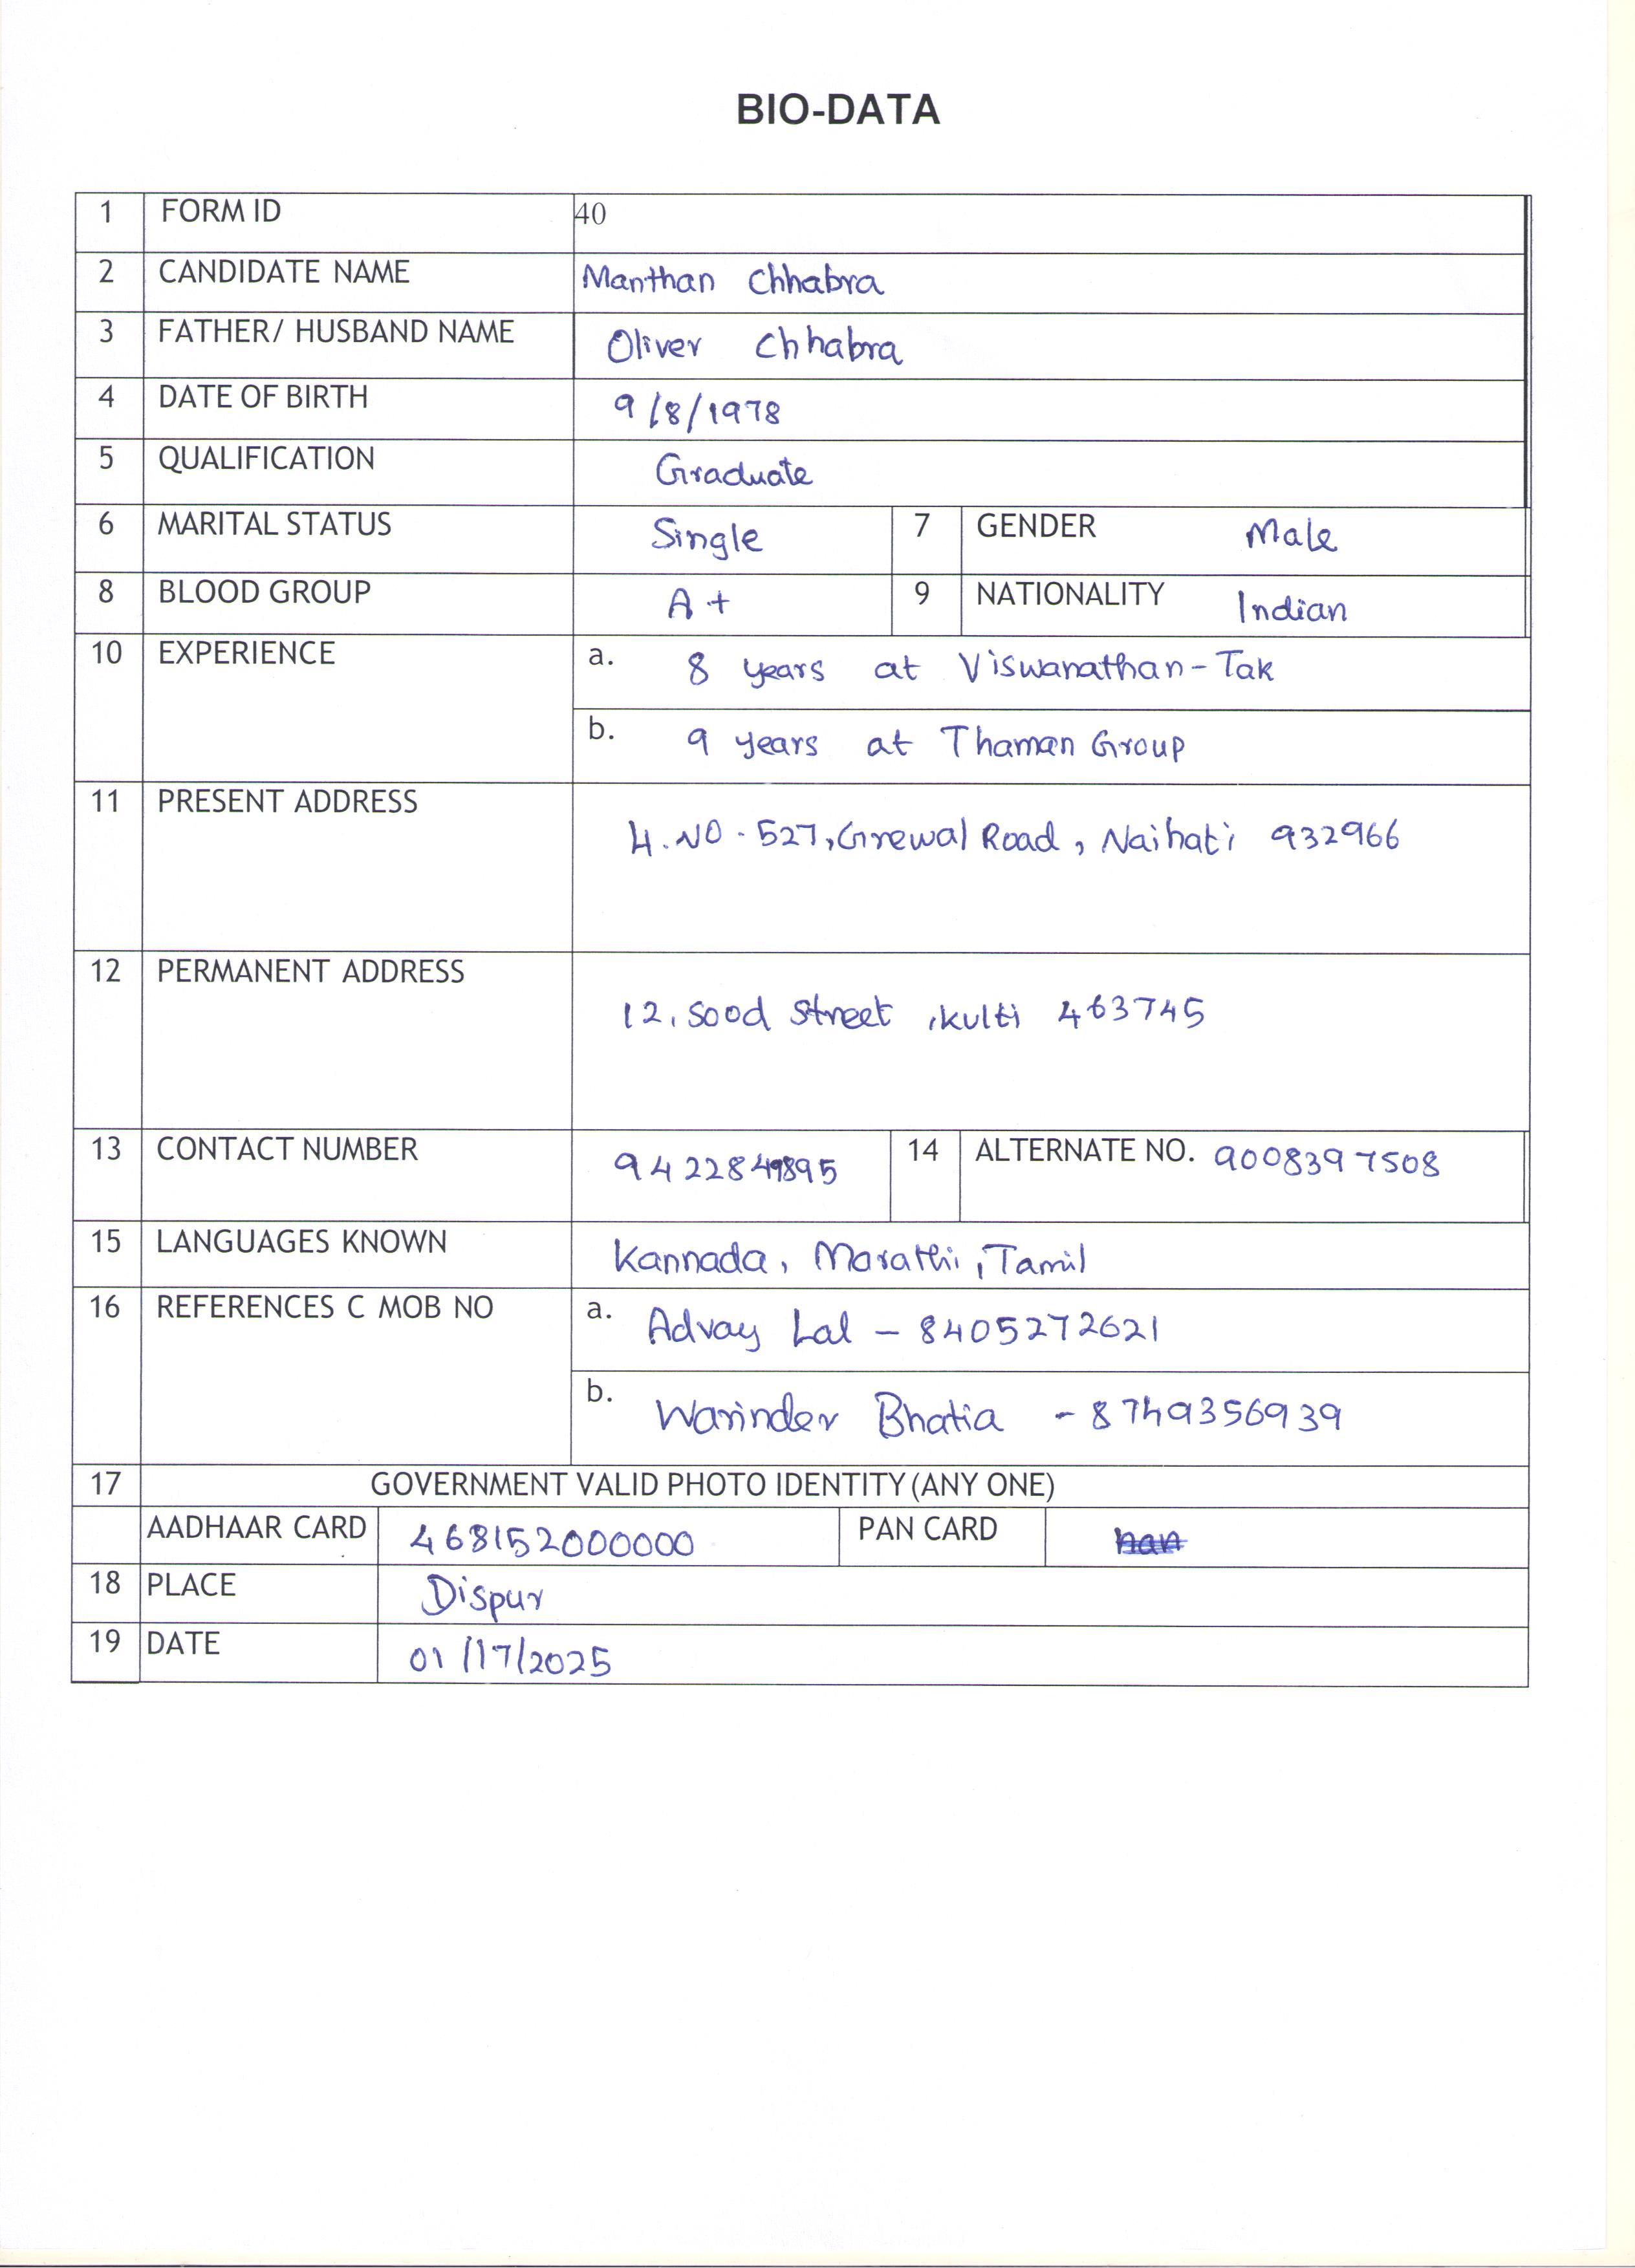 BIO-DATA
1 FORM ID 40
2 CANDIDATE NAME Manthan Chhabra
3 FATHER/ HUSBAND NAME Oliver Chhabra
4 DATE OF BIRTH 9/8/1978
5 QUALIFICATION Graduate
6 MARITAL STATUS Single 7 GENDER Male
8 BLOOD GROUP A+ 9 NATIONALITY Indian
10 EXPERIENCE a. 8 years at Viswanathan-Tak
b. 9 years at Thaman Group
11 PRESENT ADDRESS
H.NO-527,Grewal Road, Naihati 932966
12 PERMANENT ADDRESS
12, Sood Street, Kulti 463745
13 CONTACT NUMBER 9422849895 14 ALTERNATE NO. 9008397508
15 LANGUAGES KNOWN Kannada, Marathi, Tamil
16 REFERENCES C MOB NO a. Advay Lal - 8405272621
b. Warinder Bhatia - 8749356939
17 GOVERNMENT VALID PHOTO IDENTITY(ANY ONE)
AADHAAR CARD 468152000000 PAN CARD
18 PLACE Dispur
19 DATE 01/17/2025